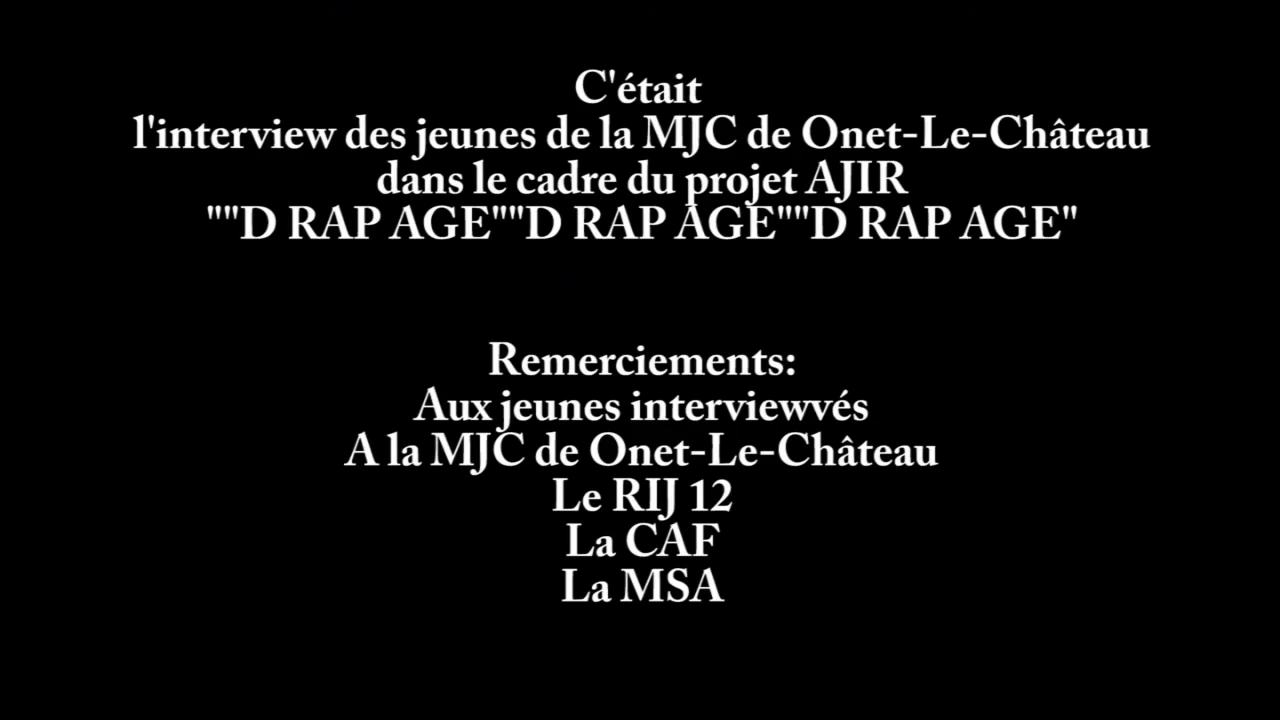 C'était
l'interview des jeunes de la MJC de Onet-Le-Château
dans le cadre du projet AJIR
""D RAP AGE""D RAP AGE""D RAP AGE"
Remerciements:
Aux jeunes interviewvés
A la MJC de Onet-Le-Château
Le RIJ 12
La CAF
La MSA